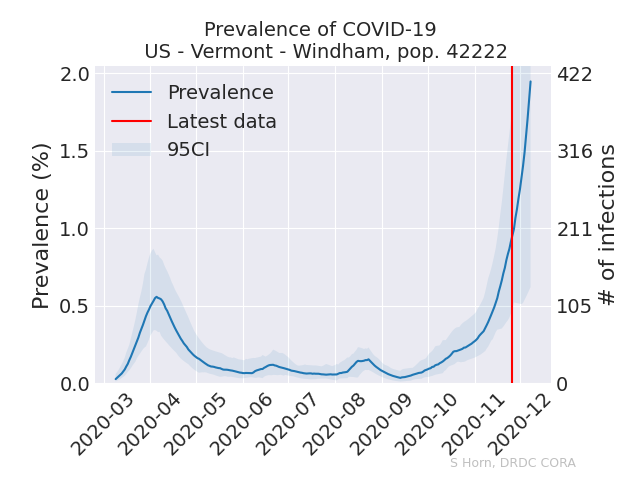 Prevalence of COVID-19
US - Vermont - Windham, pop. 42222
Prevalence
Latest data
95CI
Prevalence (%)
2.0
1.5
1.0
0.5
0.0
422
316
211
105
0
# of infections
2020-03
2020-04
2020-05
2020-06
2020-07
2020-08
2020-09
2020-10
2020-11
2020-12
S Horn, DRDC CORA